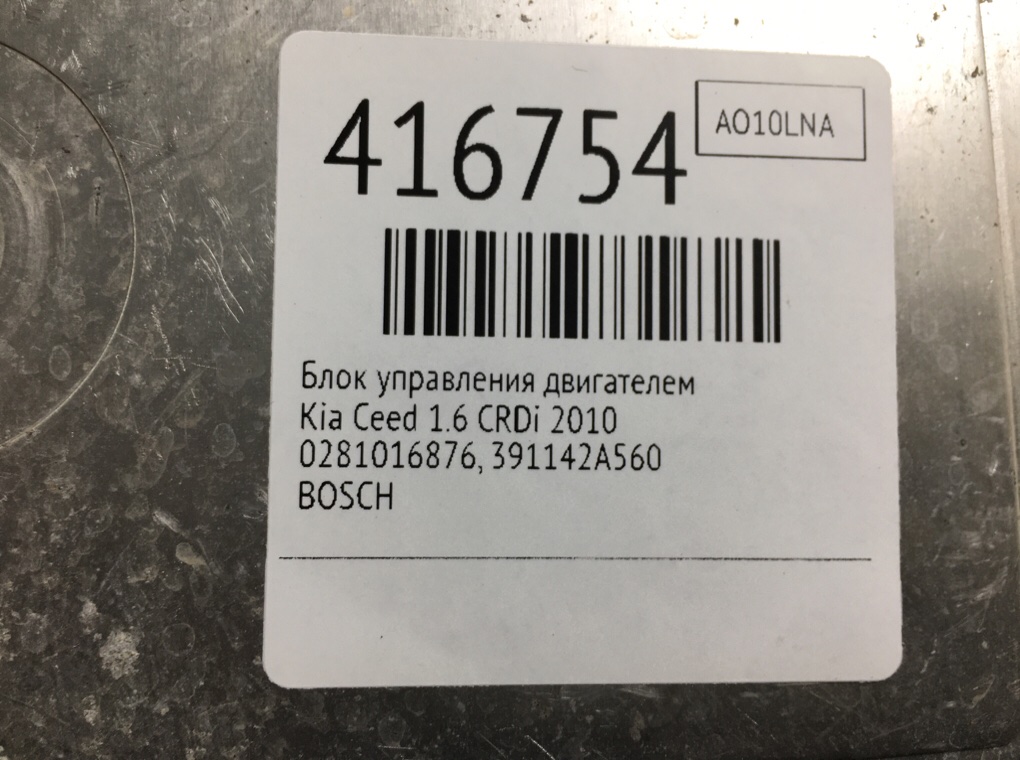 416754
AO10LNA
Блок управления двигателем
Kia Ceed 1.6 CRDi 2010
0281016876, 391142A560
BOSCH